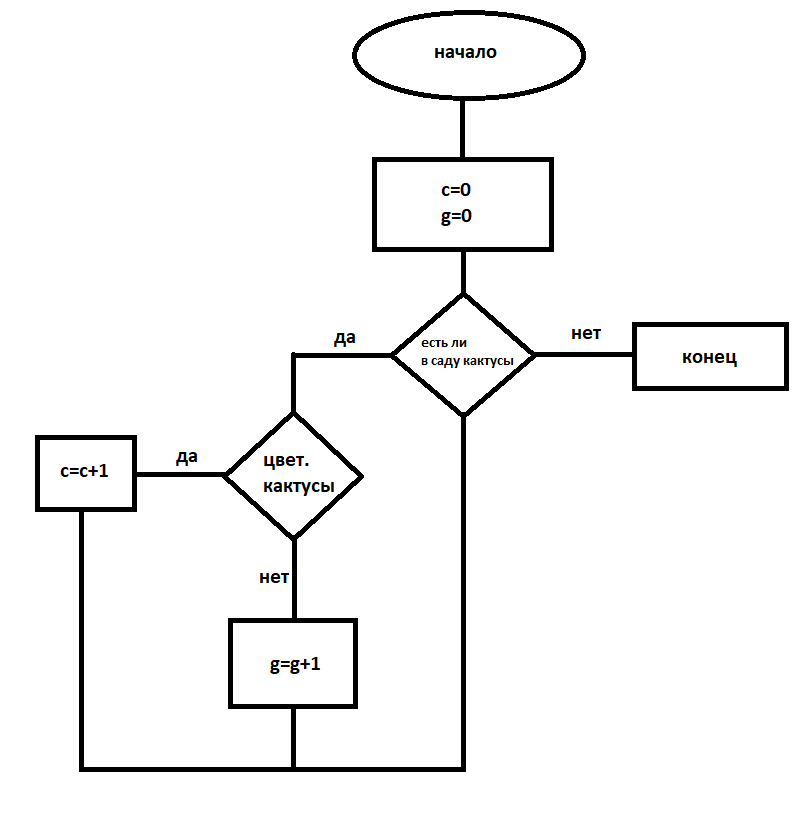 начало
c=0
g=0
да
есть ли
в саду кактусы
нет
конец
c=c+1
да
цвет.
кактусы
нет
g=g+1